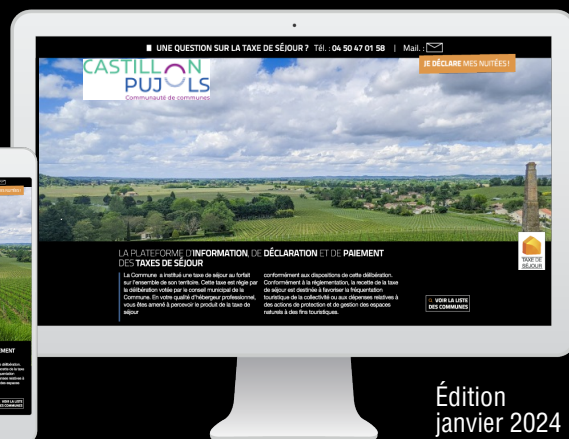 UNE QUESTION SUR LA TAXE DE SÉJOUR ? Tél. : 04 50 47 01 58 | Mail. :
JE DÉCLARE MES NUITÉES !
CASTILLON
PUJOLS
Communauté de communes
LA PLATEFORME D'INFORMATION, DE DÉCLARATION ET DE PAIEMENT
DES TAXES DE SÉJOUR
La Commune a institué une taxe de séjour au forfait
sur l'ensemble de son territoire. Cette taxe est régie par
la délibération votée par le conseil municipal de la
Commune. En votre qualité d'hébergeur professionnel,
vous êtes amené à percevoir le produit de la taxe de
séjour
conformément aux dispositions de cette délibération.
Conformément à la réglementation, la recette de la taxe
de séjour est destinée à favoriser la fréquentation
touristique de la collectivité ou aux dépenses relatives à
des actions de protection et de gestion des espaces
naturels à des fins touristiques.
TAXE DE
SÉJOUR
VOIR LA LISTE
DES COMMUNES
VOIR LA LISTE
DES COMMUNES
Édition
janvier 2024